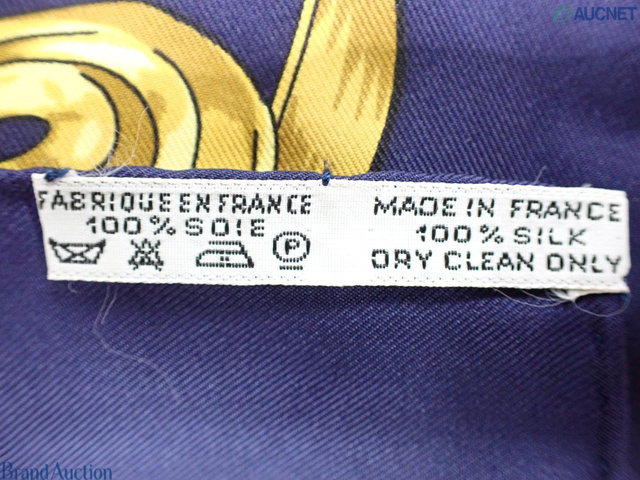 AUCNET
FABRIQUE EN FRANCE
100% SOIE
P
MADE IN FRANCE
100% SILK
DRY CLEAN ONLY
Brand Auction